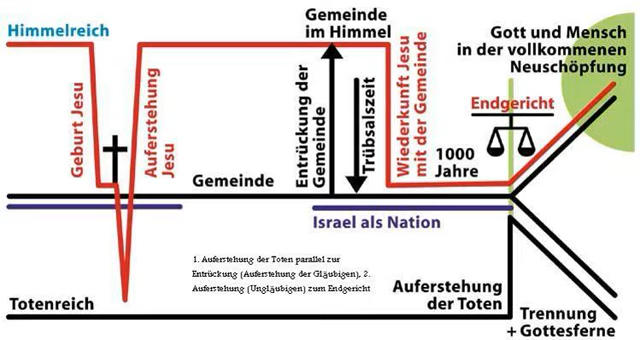 Himmelreich
Geburt Jesu
Auferstehung
Jesu
Gemeinde
Gemeinde
im Himmel
Entrückung der
Gemeinde
Trübsalszeit
Wiederkunft Jesu
mit der Gemeinde
1000
Jahre
Endgericht
Gott und Mensch
in der vollkommenen
Neuschöpfung
Israel als Nation
1. Auferstehung der Toten parallel zur
Entrückung (Auferstehung der Gläubigen), 2.
Auferstehung (Ungläubigen) zum Endgericht
Totenreich
Auferstehung
der Toten
Trennung
+ Gottesferne